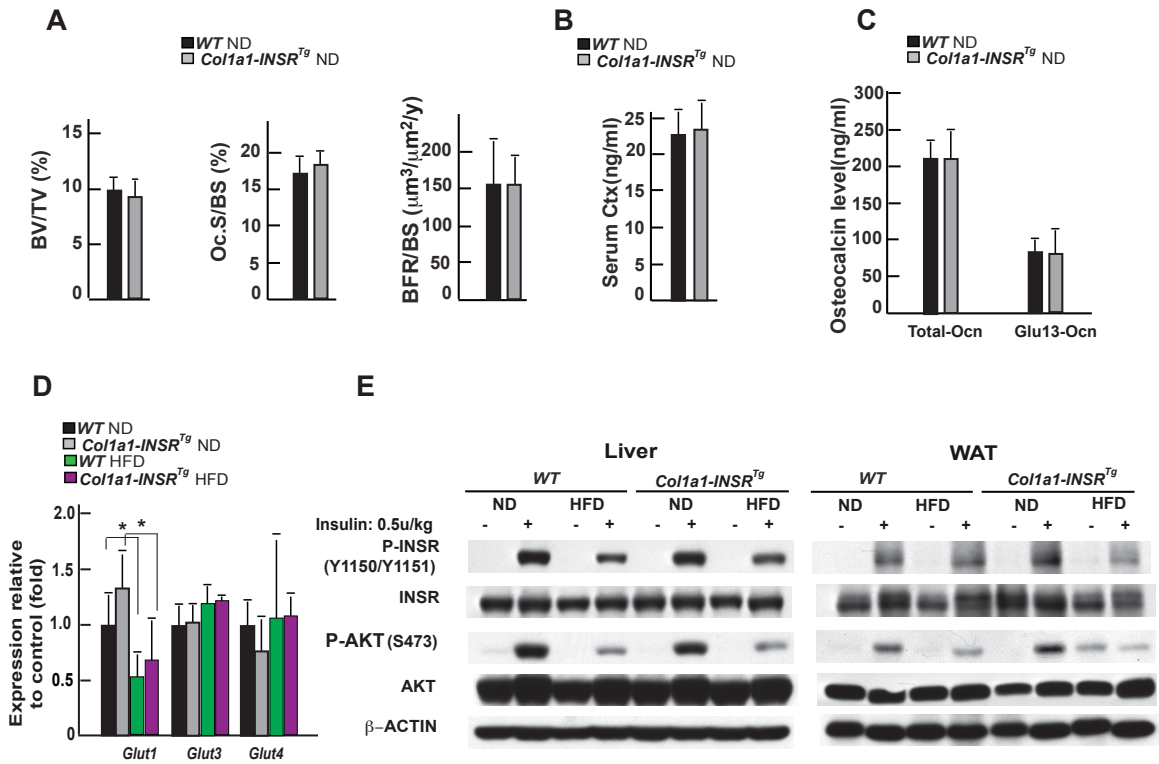 A
WT ND
Col1a1-INSR^Tg ND
BV/TV (%)
15
10
5
0
Oc.S/BS (%)
20
15
10
5
0
BFR/BS (μm³/μm²/y)
200
150
100
50
0
B
WT ND
Col1a1-INSR^Tg ND
Serum Ctx(ng/ml)
25
20
15
10
5
0
C
WT ND
Col1a1-INSR^Tg ND
Osteocalcin level(ng/ml)
300
250
200
150
100
50
0
Total-Ocn Glu13-Ocn
D
WT ND
Col1a1-INSR^Tg ND
WT HFD
Col1a1-INSR^Tg HFD
Expression relative
to control (fold)
2.0
1.5
1.0
0.5
0
* *
Glut1 Glut3 Glut4
E
Liver WAT
WT Col1a1-INSR^Tg WT Col1a1-INSR^Tg
ND HFD ND HFD ND HFD ND HFD
Insulin: 0.5u/kg - + - + - + - + - + - + - + - +
P-INSR
(Y1150/Y1151)
INSR
P-AKT (S473)
AKT
β-ACTIN